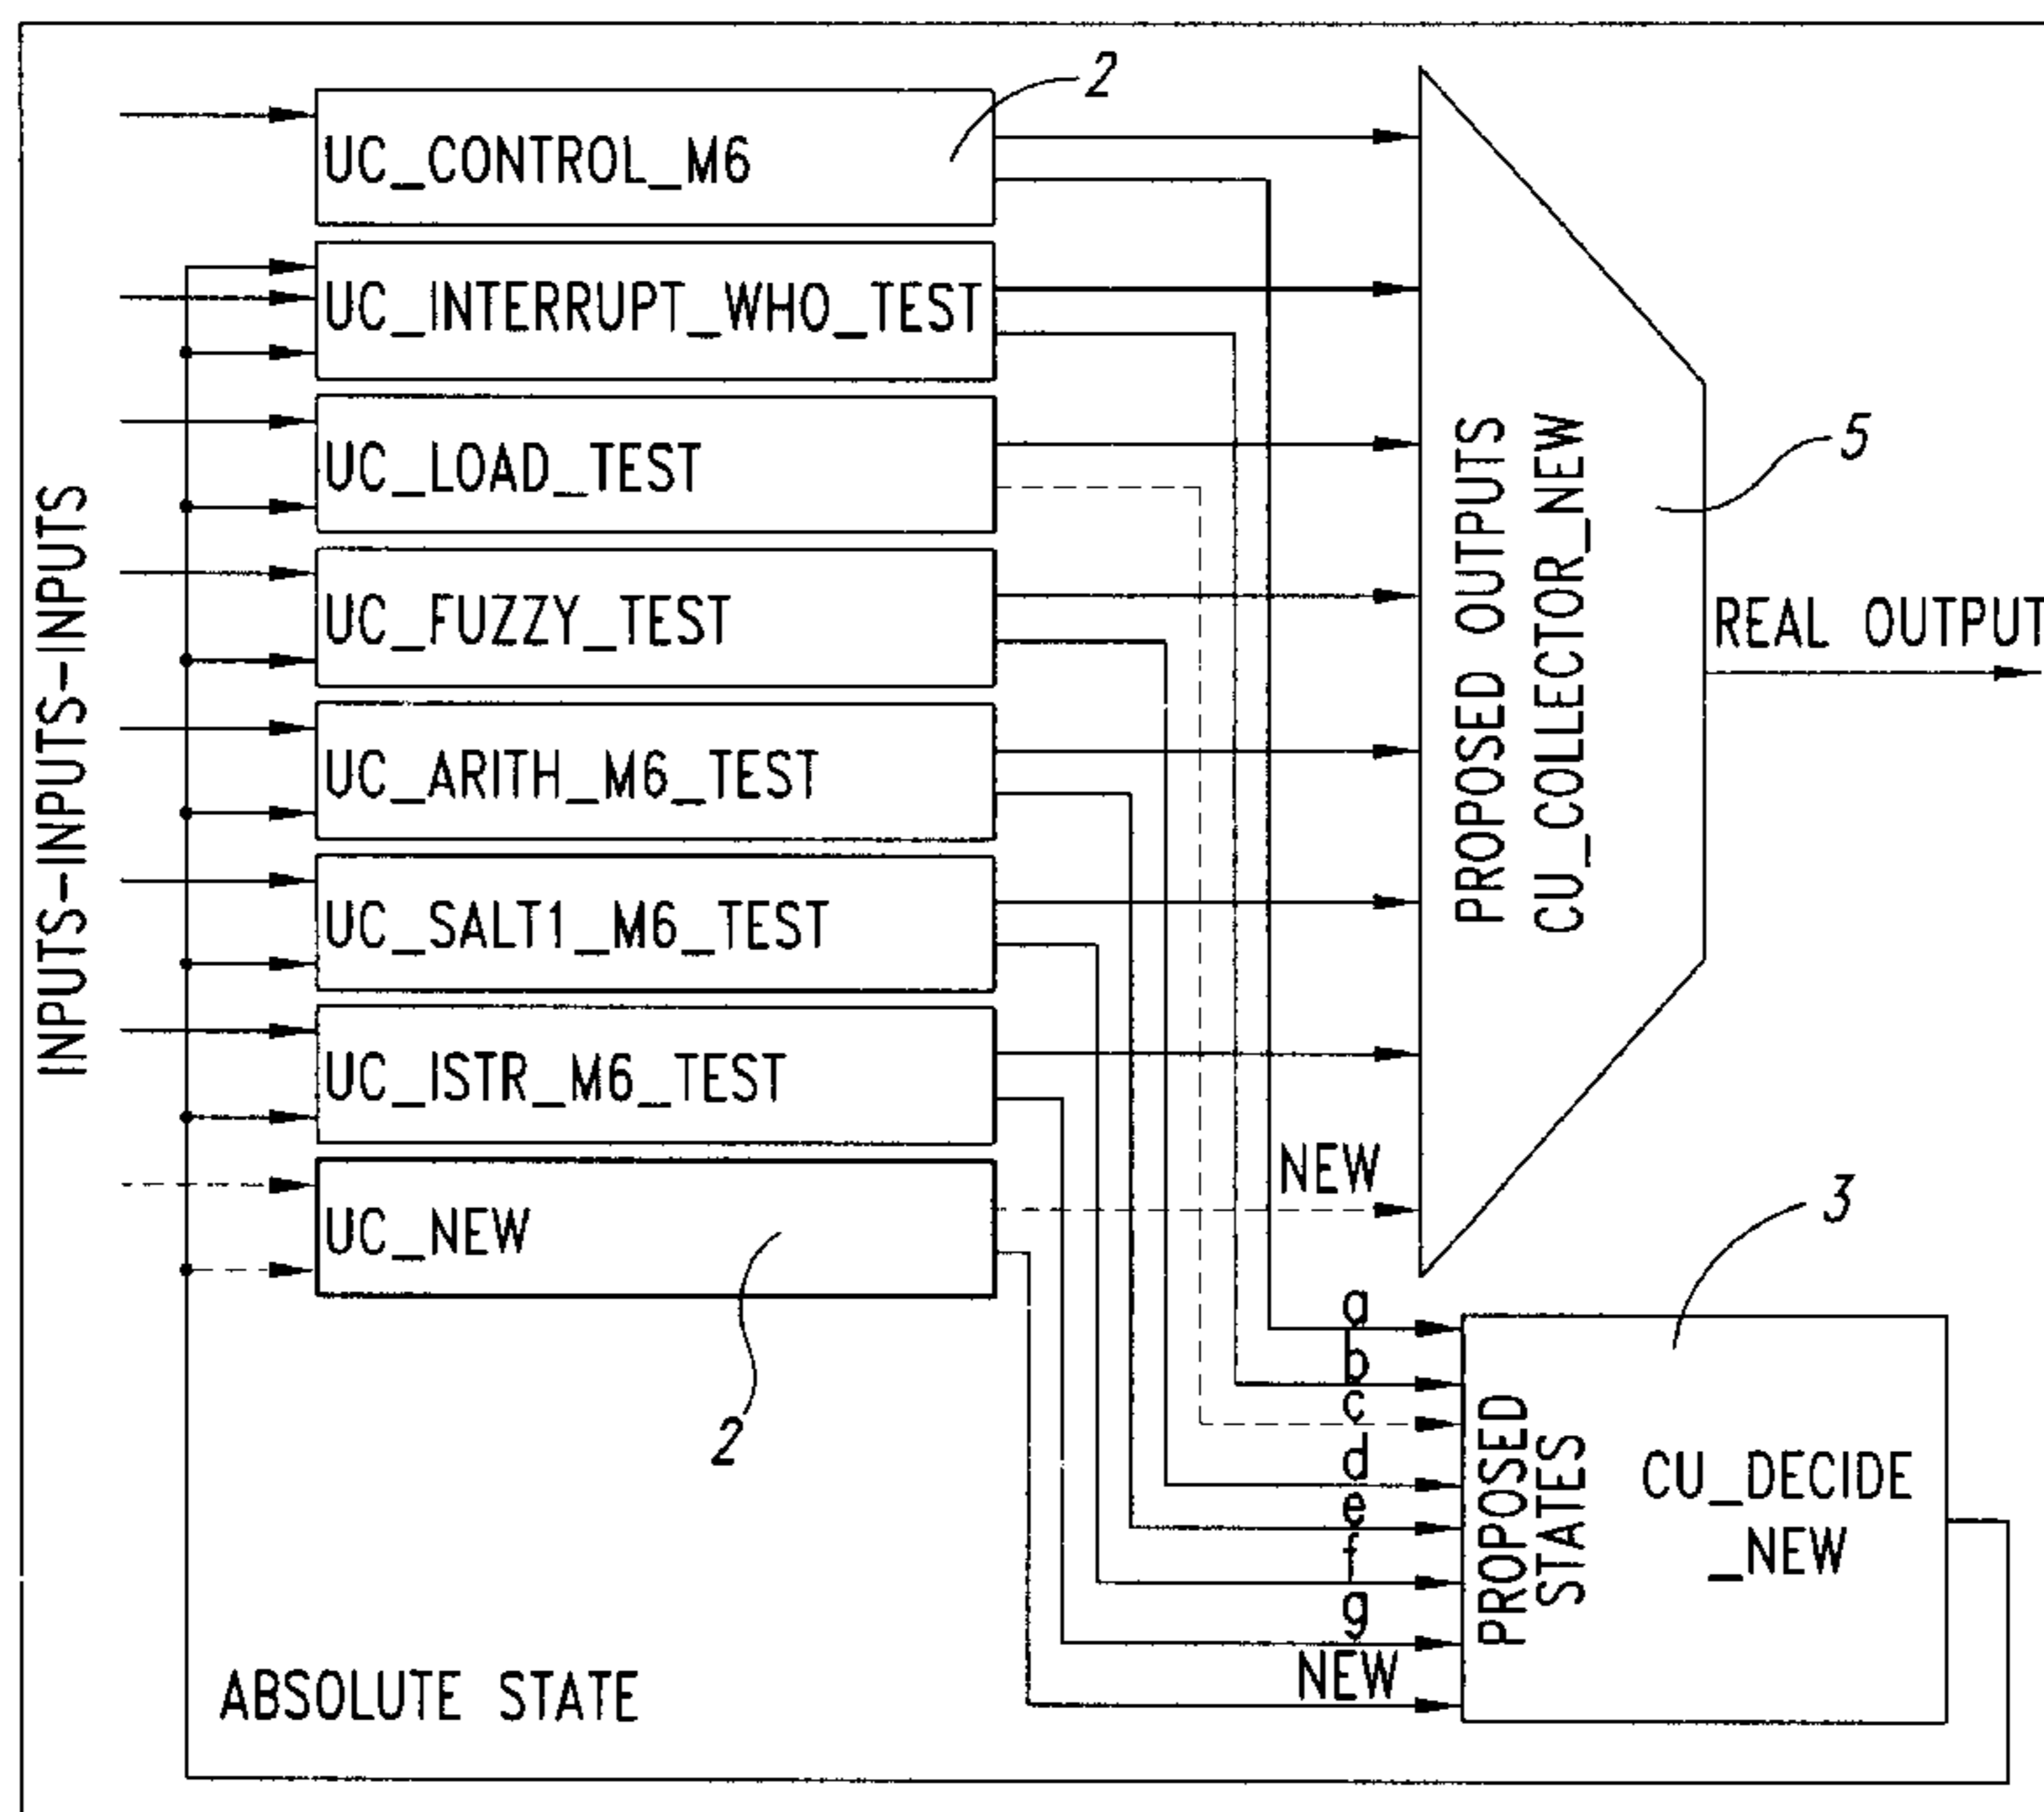 2
UC_CONTROL_M6
UC_INTERRUPT_WHO_TEST
UC_LOAD_TEST
UC_FUZZY_TEST
UC_ARITH_M6_TEST
UC_SALT1_M6_TEST
UC_ISTR_M6_TEST
UC_NEW
2
INPUTS-INPUTS-INPUTS
PROPOSED OUTPUTS
CU_COLLECTOR_NEW
5
REAL OUTPUT
NEW
3
a
b
c
d
e
f
g
NEW
PROPOSED
STATES
CU_DECIDE
_NEW
ABSOLUTE STATE